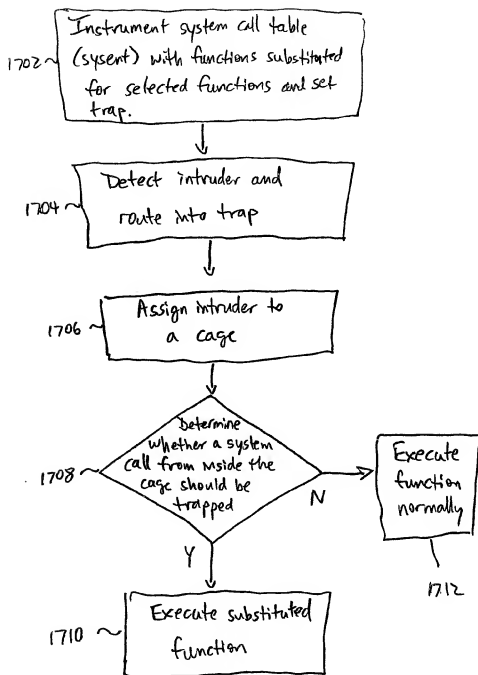 Instrument system call table
(sysent) with functions substituted
for selected functions and set
trap.
1702
Detect intruder and
route into trap
1704
Assign intruder to
a cage
1706
Determine
whether a system
call from inside the
cage should be
trapped
1708
N
Execute
function
normally
1712
Y
Execute substituted
function
1710